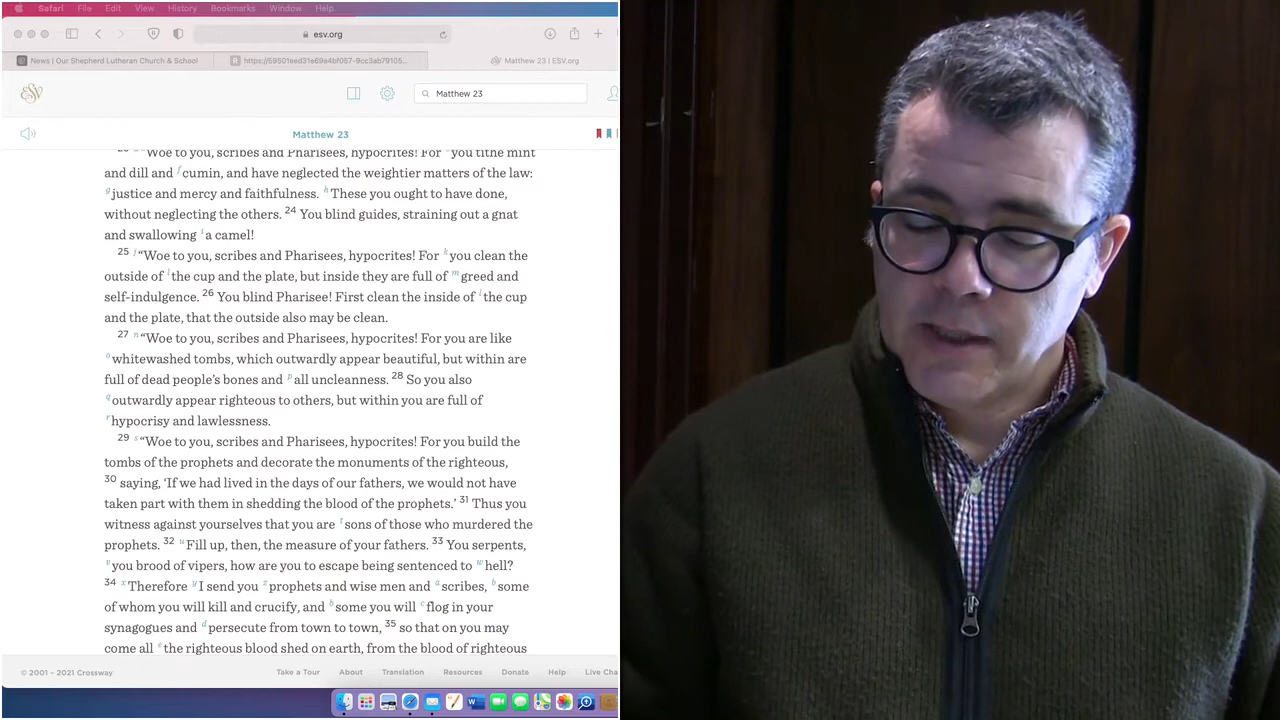 Safari File Edit View History Bookmarks Window Help
esv.org
News | Our Shepherd Lutheran Church & School
https://59501eed31e69a4bf067-9cc3ab79105...
Matthew 23 | ESV.org
ESV
Matthew 23
Matthew 23
“Woe to you, scribes and Pharisees, hypocrites! For you tithe mint
and dill and f cumin, and have neglected the weightier matters of the law:
g justice and mercy and faithfulness. h These you ought to have done,
without neglecting the others. 24 You blind guides, straining out a gnat
and swallowing i a camel!
25 j “Woe to you, scribes and Pharisees, hypocrites! For k you clean the
outside of l the cup and the plate, but inside they are full of m greed and
self-indulgence. 26 You blind Pharisee! First clean the inside of l the cup
and the plate, that the outside also may be clean.
27 n “Woe to you, scribes and Pharisees, hypocrites! For you are like
o whitewashed tombs, which outwardly appear beautiful, but within are
full of dead people’s bones and p all uncleanness. 28 So you also
q outwardly appear righteous to others, but within you are full of
r hypocrisy and lawlessness.
29 s “Woe to you, scribes and Pharisees, hypocrites! For you build the
tombs of the prophets and decorate the monuments of the righteous,
30 saying, ‘If we had lived in the days of our fathers, we would not have
taken part with them in shedding the blood of the prophets.’ 31 Thus you
witness against yourselves that you are t sons of those who murdered the
prophets. 32 u Fill up, then, the measure of your fathers. 33 You serpents,
v you brood of vipers, how are you to escape being sentenced to w hell?
34 x Therefore y I send you z prophets and wise men and a scribes, b some
of whom you will kill and crucify, and b some you will c flog in your
synagogues and d persecute from town to town, 35 so that on you may
come all e the righteous blood shed on earth, from the blood of righteous
© 2001 – 2021 Crossway
Take a Tour About Translation Resources Donate Help Live Cha